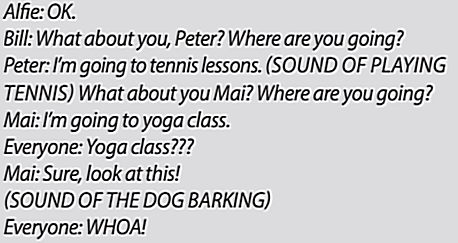 Alfie: OK.
Bill: What about you, Peter? Where are you going?
Peter: I'm going to tennis lessons. (SOUND OF PLAYING
TENNIS) What about you Mai? Where are you going?
Mai: I'm going to yoga class.
Everyone: Yoga class???
Mai: Sure, look at this!
(SOUND OF THE DOG BARKING)
Everyone: WHOA!